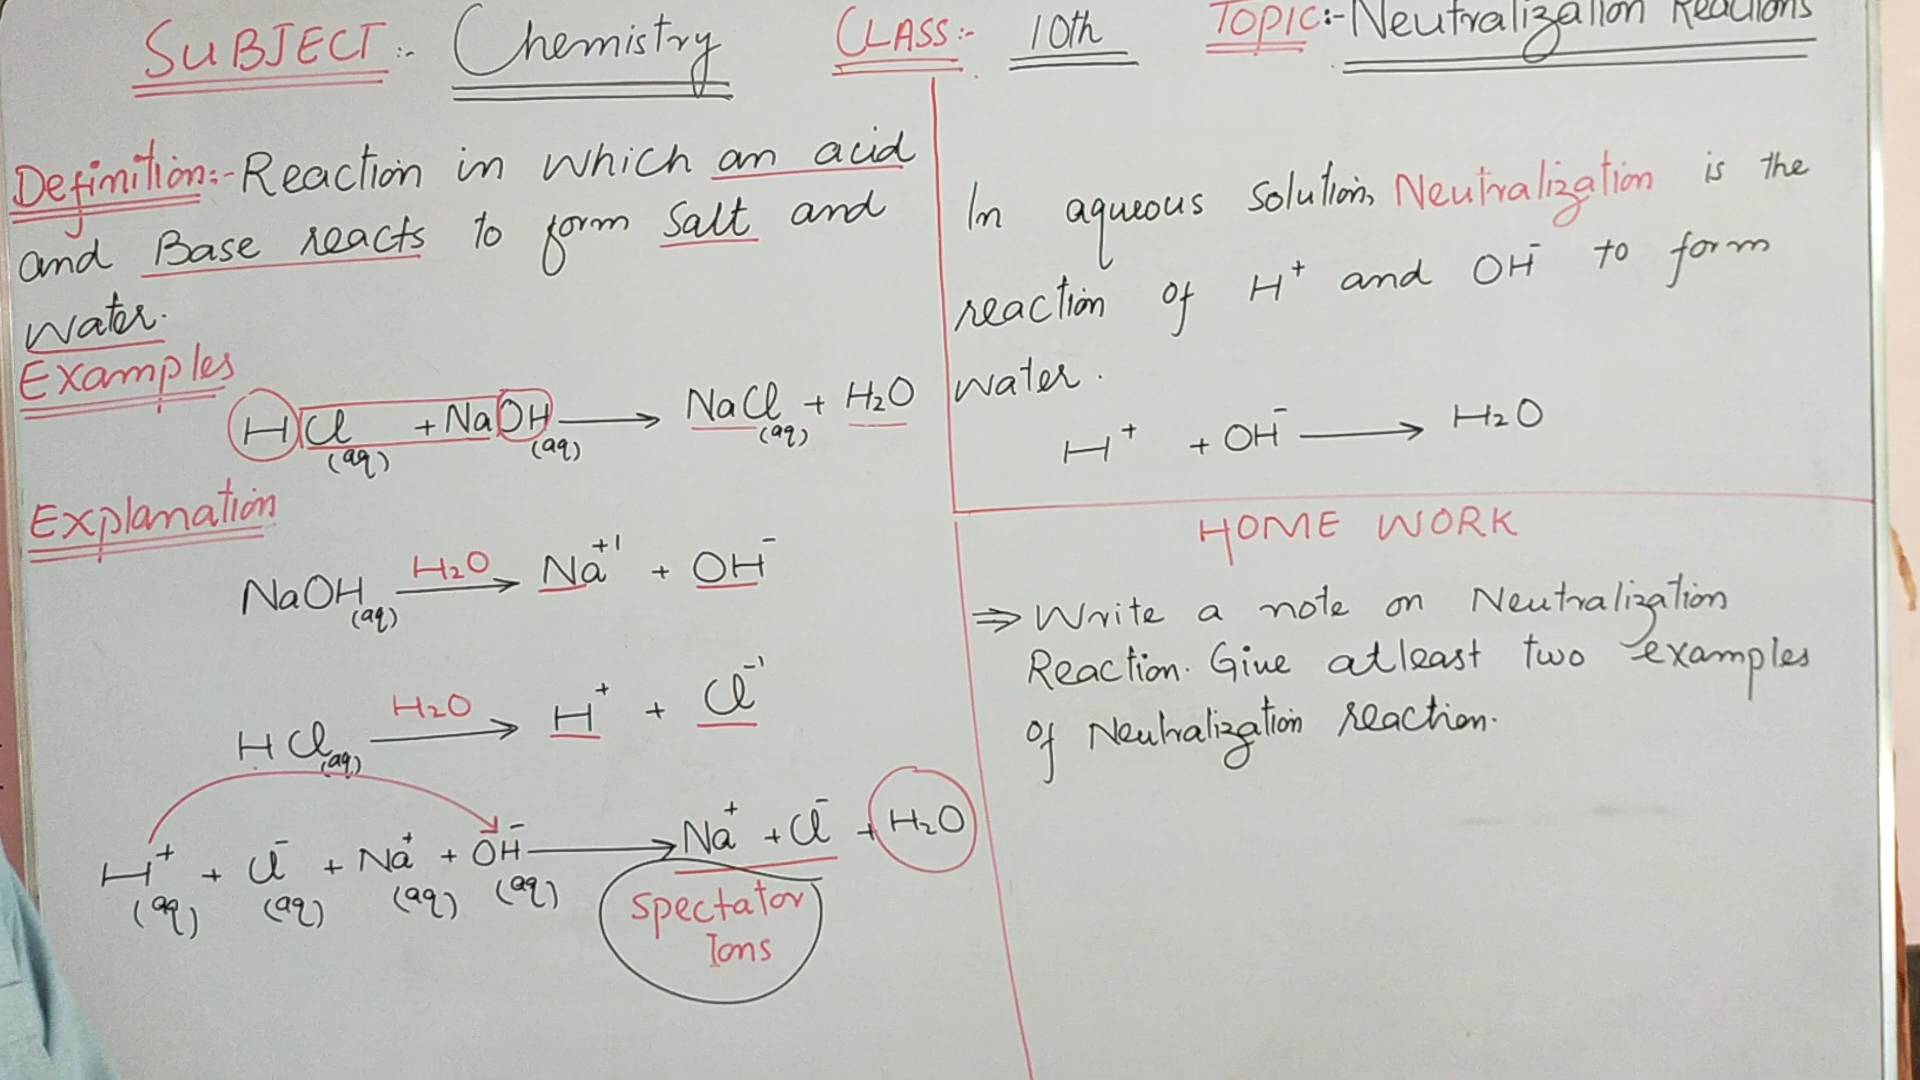 SUBJECT:- Chemistry CLASS:- 10th TOPIC:- Neutralization Reactions
Definition:- Reaction in which an acid
and Base reacts to form Salt and
water.
Examples
HCl(aq) + NaOH(aq) → NaCl(aq) + H2O
Explanation
NaOH(aq) H2O → Na+1 + OH-
HCl(aq) H2O → H+ + Cl-1
H+(aq) + Cl-(aq) + Na+(aq) + OH-(aq) → Na+ + Cl- + H2O
Spectator
Ions
In aqueous solution, Neutralization is the
reaction of H+ and OH- to form
water.
H+ + OH- → H2O
HOME WORK
⇒ Write a note on Neutralization
Reaction. Give atleast two examples
of Neutralization reaction.